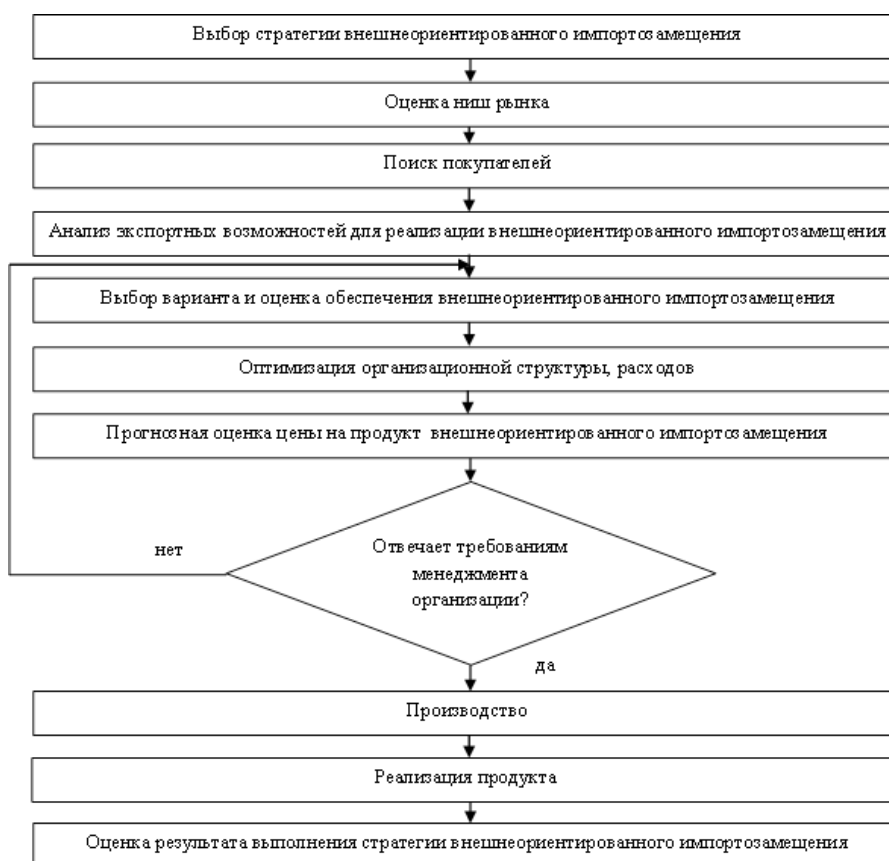 Выбор стратегии внешнеориентированного импортозамещения
Оценка ниш рынка
Поиск покупателей
Анализ экспортных возможностей для реализации внешнеориентированного импортозамещения
Выбор варианта и оценка обеспечения внешнеориентированного импортозамещения
Оптимизация организационной структуры, расходов
Прогнозная оценка цены на продукт внешнеориентированного импортозамещения
нет
Отвечает требованиям
менеджмента
организации?
да
Производство
Реализация продукта
Оценка результата выполнения стратегии внешнеориентированного импортозамещения